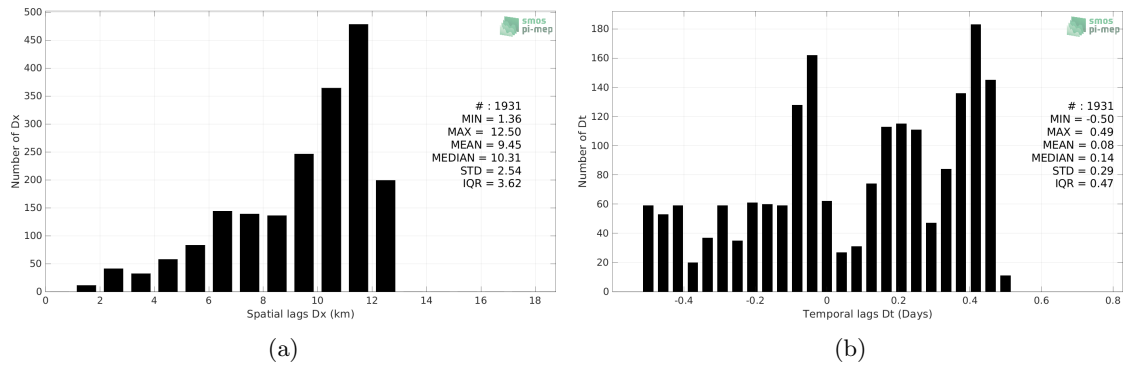 500
450
400
350
300
250
200
150
100
50
0
Number of Dx
smos
pi-mep
# : 1931
MIN = 1.36
MAX = 12.50
MEAN = 9.45
MEDIAN = 10.31
STD = 2.54
IQR = 3.62
0 2 4 6 8 10 12 14 16 18
Spatial lags Dx (km)
(a)
180
160
140
120
100
80
60
40
20
0
Number of Dt
smos
pi-mep
# : 1931
MIN = -0.50
MAX = 0.49
MEAN = 0.08
MEDIAN = 0.14
STD = 0.29
IQR = 0.47
-0.4 -0.2 0 0.2 0.4 0.6 0.8
Temporal lags Dt (Days)
(b)